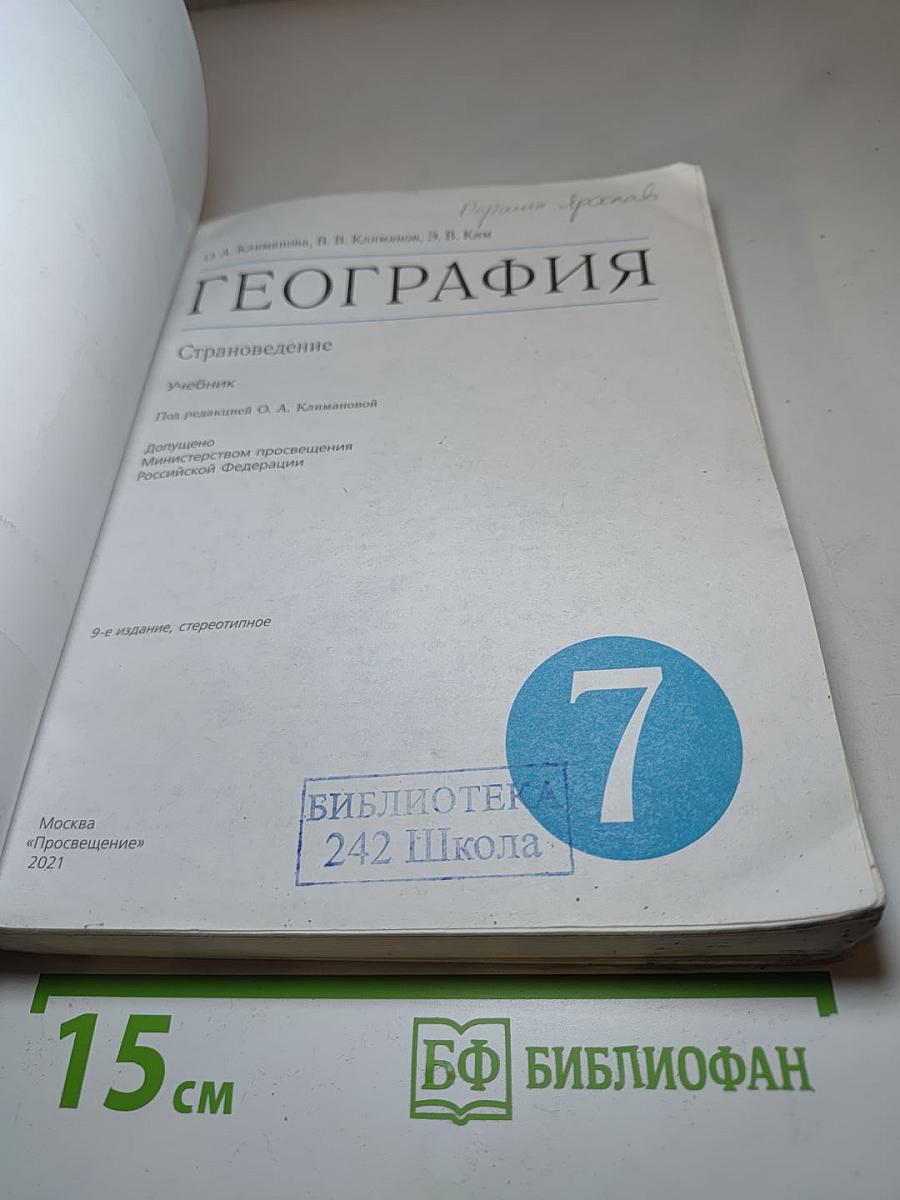 Ярослав
О. А. Климанова, В. В. Климанов, Э. В. Ким
ГЕОГРАФИЯ
Страноведение
Учебник
Под редакцией О. А. Климановой
Допущено
Министерством просвещения
Российской Федерации
9-е издание, стереотипное
7
БИБЛИОТЕКА
242 Школа
Москва
«Просвещение»
2021
15 см
БФ БИБЛИОФАН